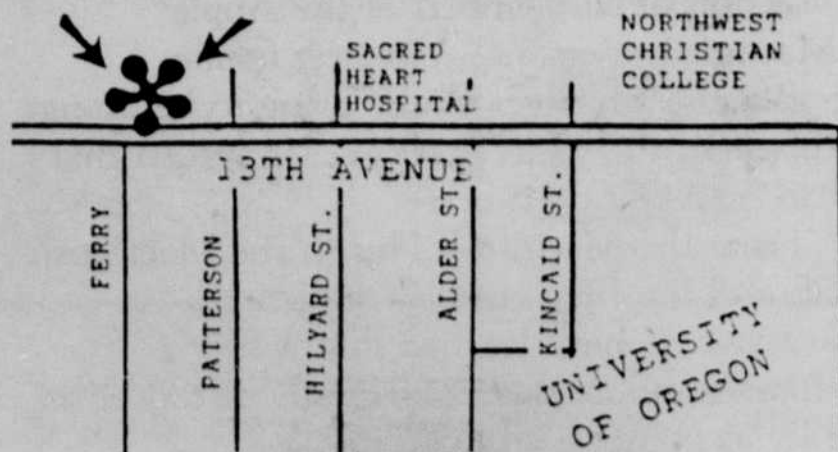 SACRED
HEART
HOSPITAL
NORTHWEST
CHRISTIAN
COLLEGE
13TH AVENUE
FERRY
PATTERSON
HILYARD ST.
ALDER ST
KINCAID ST.
UNIVERSITY
OF OREGON